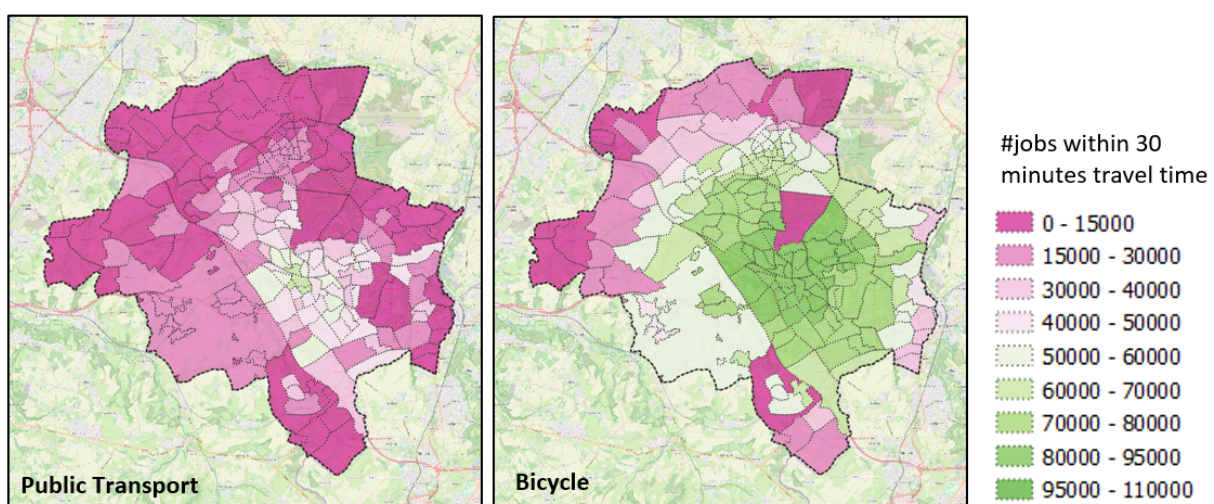 Public Transport
Bicycle
#jobs within 30
minutes travel time
0 - 15000
15000 - 30000
30000 - 40000
40000 - 50000
50000 - 60000
60000 - 70000
70000 - 80000
80000 - 95000
95000 - 110000